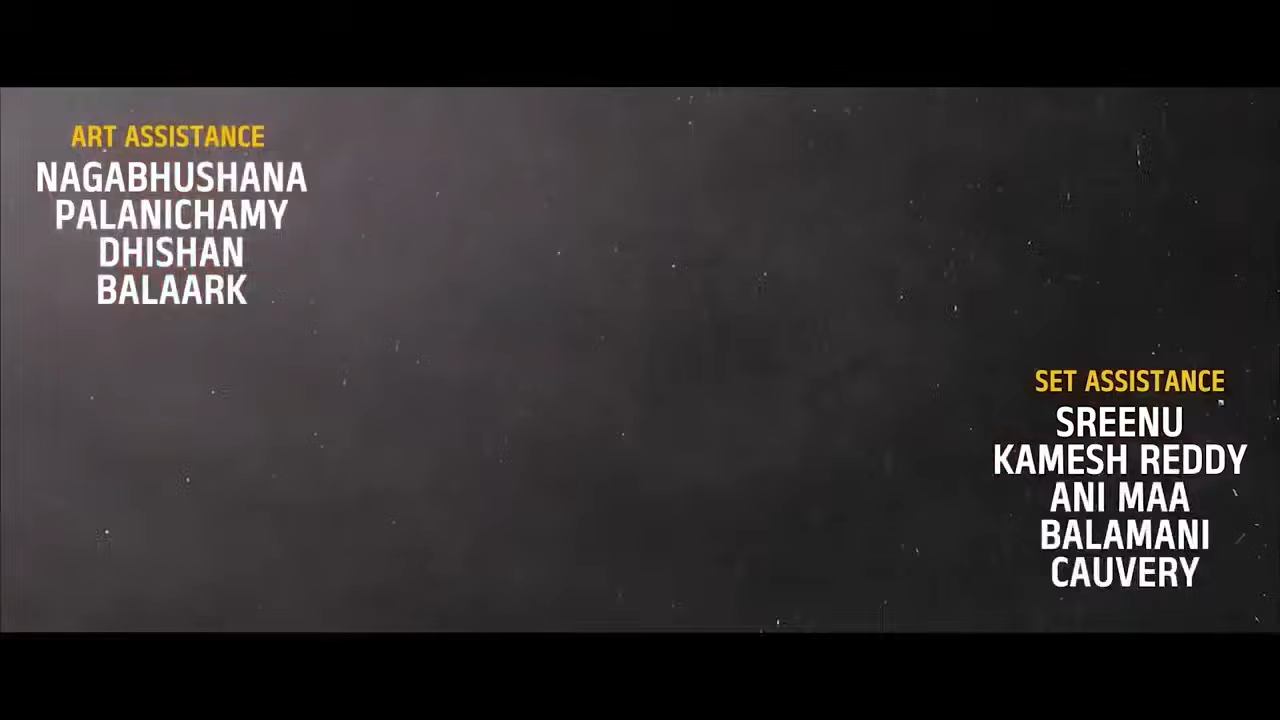 ART ASSISTANCE
NAGABHUSHANA
PALANICHAMY
DHISHAN
BALAARK
SET ASSISTANCE
SREENU
KAMESH REDDY
ANI MAA
BALAMANI
CAUVERY